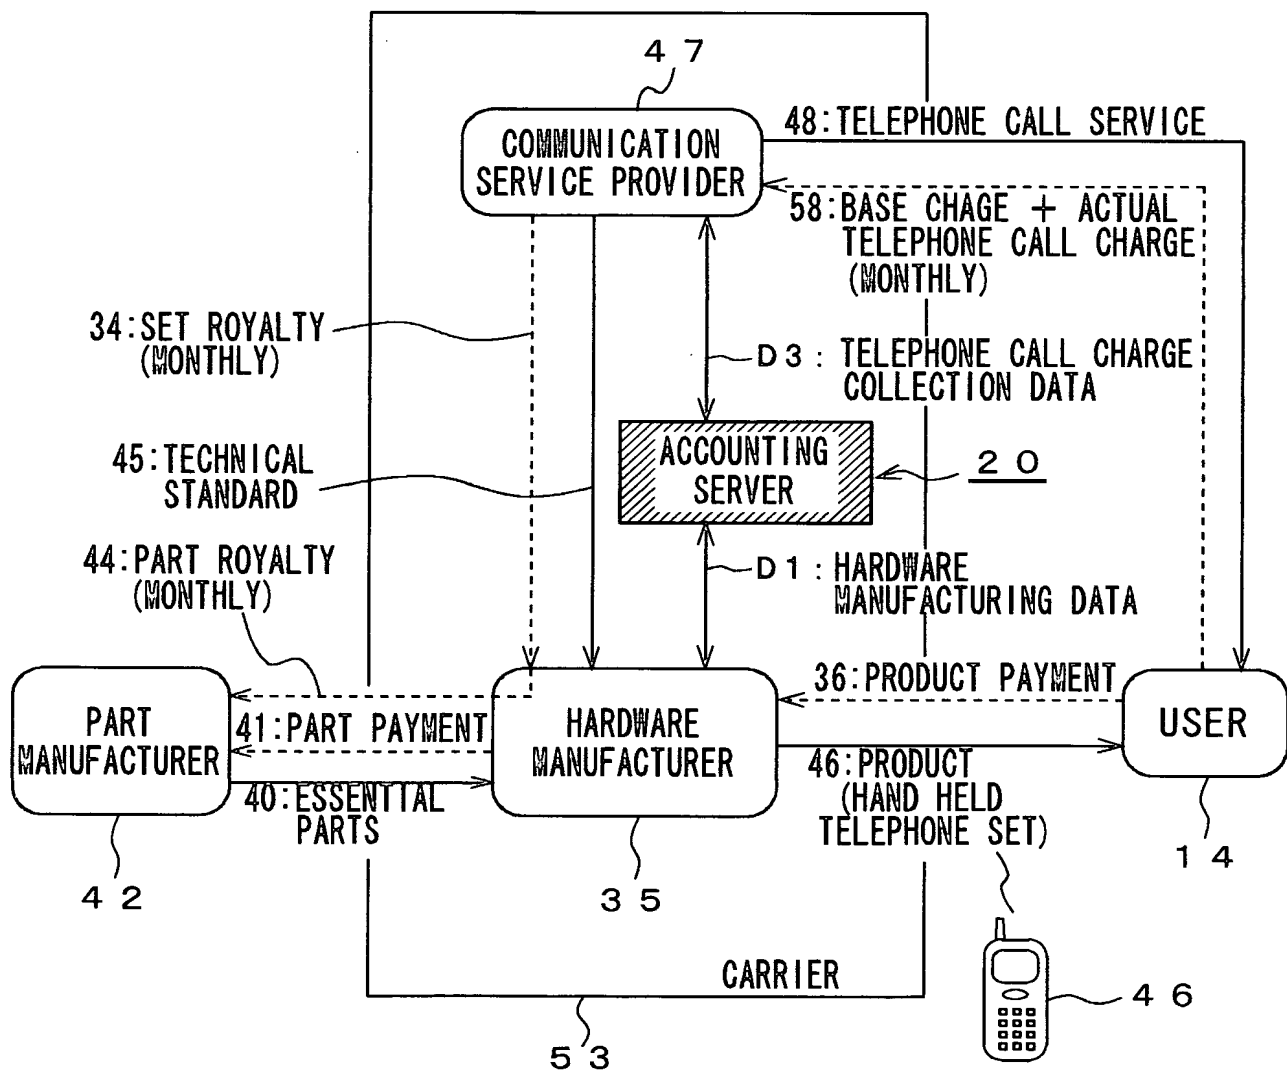 47
COMMUNICATION
SERVICE PROVIDER
48:TELEPHONE CALL SERVICE
58:BASE CHAGE + ACTUAL
TELEPHONE CALL CHARGE
(MONTHLY)
34:SET ROYALTY
(MONTHLY)
D3: TELEPHONE CALL CHARGE
COLLECTION DATA
45:TECHNICAL
STANDARD
ACCOUNTING
SERVER
20
44:PART ROYALTY
(MONTHLY)
D1: HARDWARE
MANUFACTURING DATA
PART
MANUFACTURER
41:PART PAYMENT
40:ESSENTIAL
PARTS
HARDWARE
MANUFACTURER
36:PRODUCT PAYMENT
46:PRODUCT
(HAND HELD
TELEPHONE SET)
USER
42
35
14
CARRIER
46
53